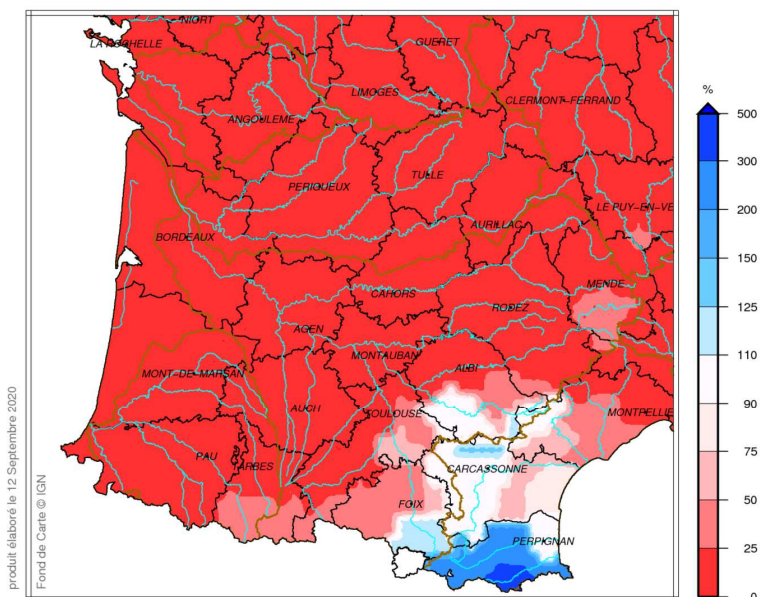 NIORT
LA ROCHELLE
GUERET
LIMOGES
CLERMONT-FERRAND
ANGOULEME
PERIGUEUX
TULLE
LE PUY-EN-VE
AURILLAC
BORDEAUX
MENDE
CAHORS
RODEZ
AGEN
MONTAUBAN
ALBI
MONT-DE-MARSAN
AUCH
TOULOUSE
MONTPELLIE
PAU
TARBES
CARCASSONNE
FOIX
PERPIGNAN
%
500
300
200
150
125
110
90
75
50
25
0
produit élaboré le 12 Septembre 2020
Fond de Carte © IGN